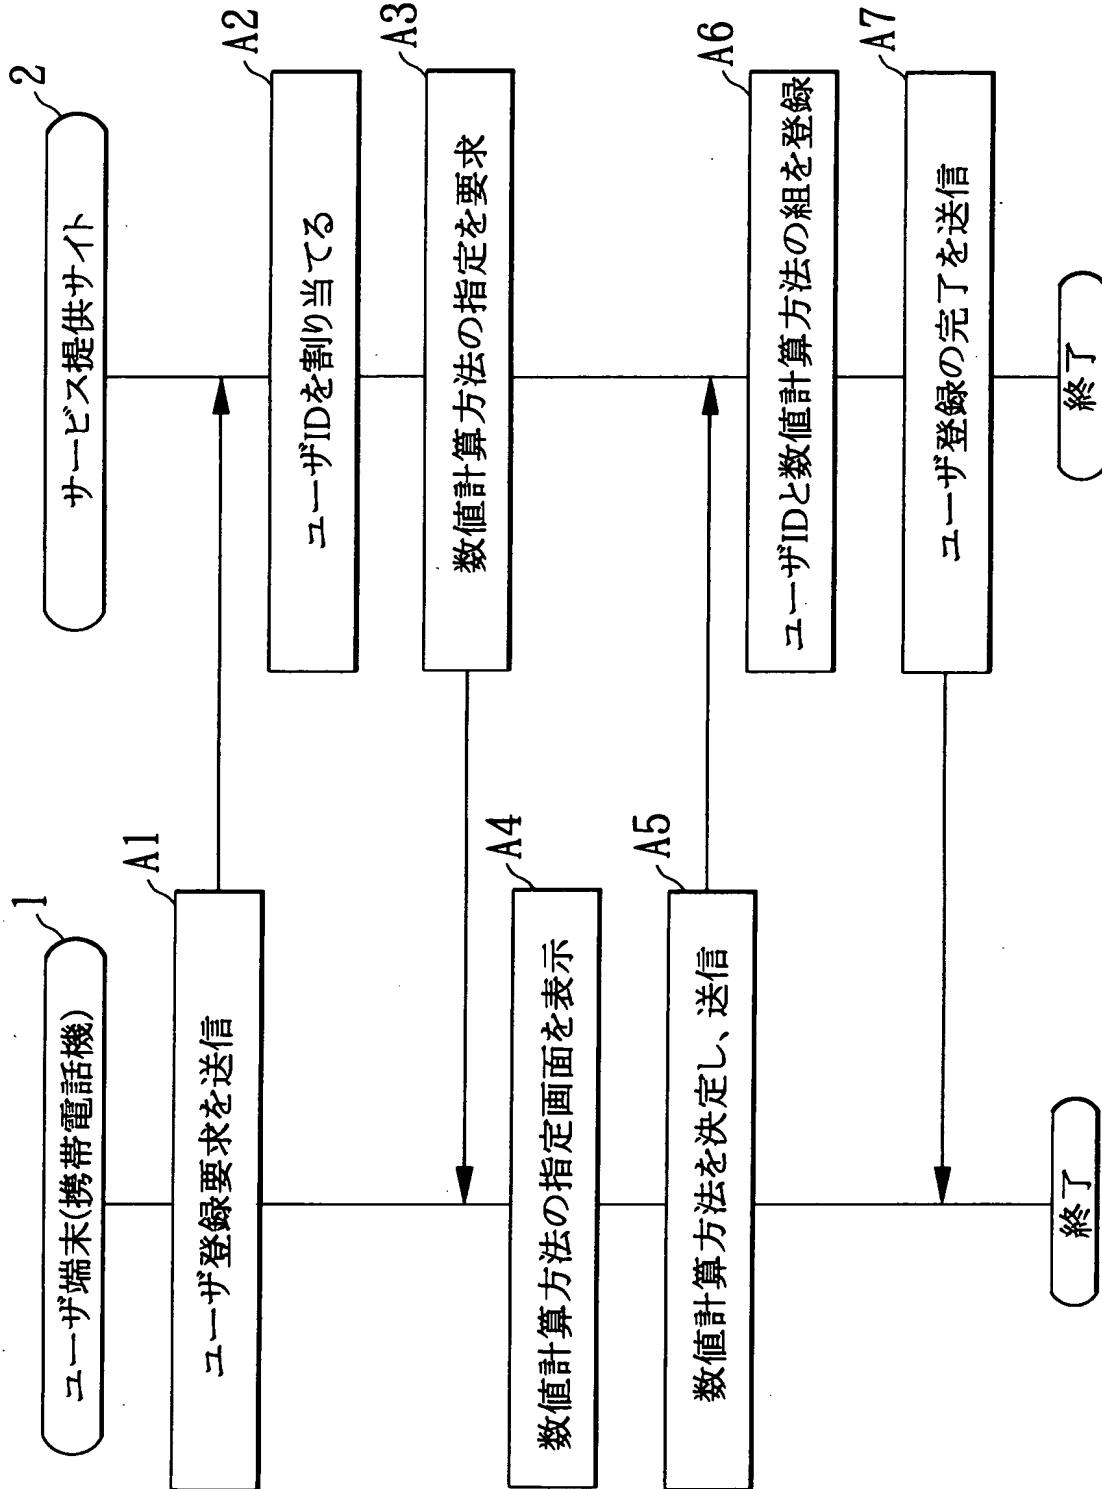 1
ユーザ端末(携帯電話機)
2
サービス提供サイト
A1
ユーザ登録要求を送信
A2
ユーザIDを割り当てる
A3
数値計算方法の指定を要求
A4
数値計算方法の指定画面を表示
A5
数値計算方法を決定し、送信
A6
ユーザIDと数値計算方法の組を登録
A7
ユーザ登録の完了を送信
終了
終了